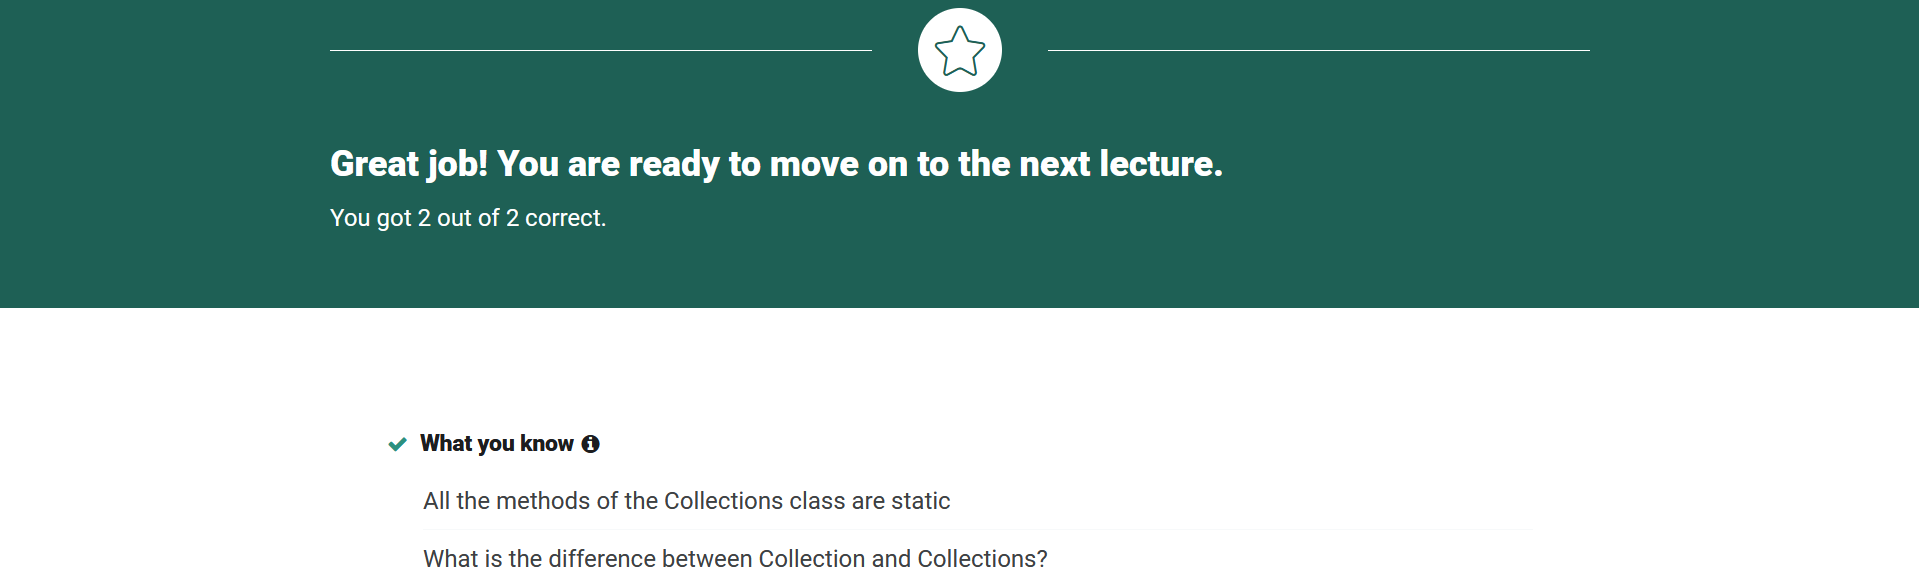 Great job! You are ready to move on to the next lecture.
You got 2 out of 2 correct.
What you know
All the methods of the Collections class are static
What is the difference between Collection and Collections?